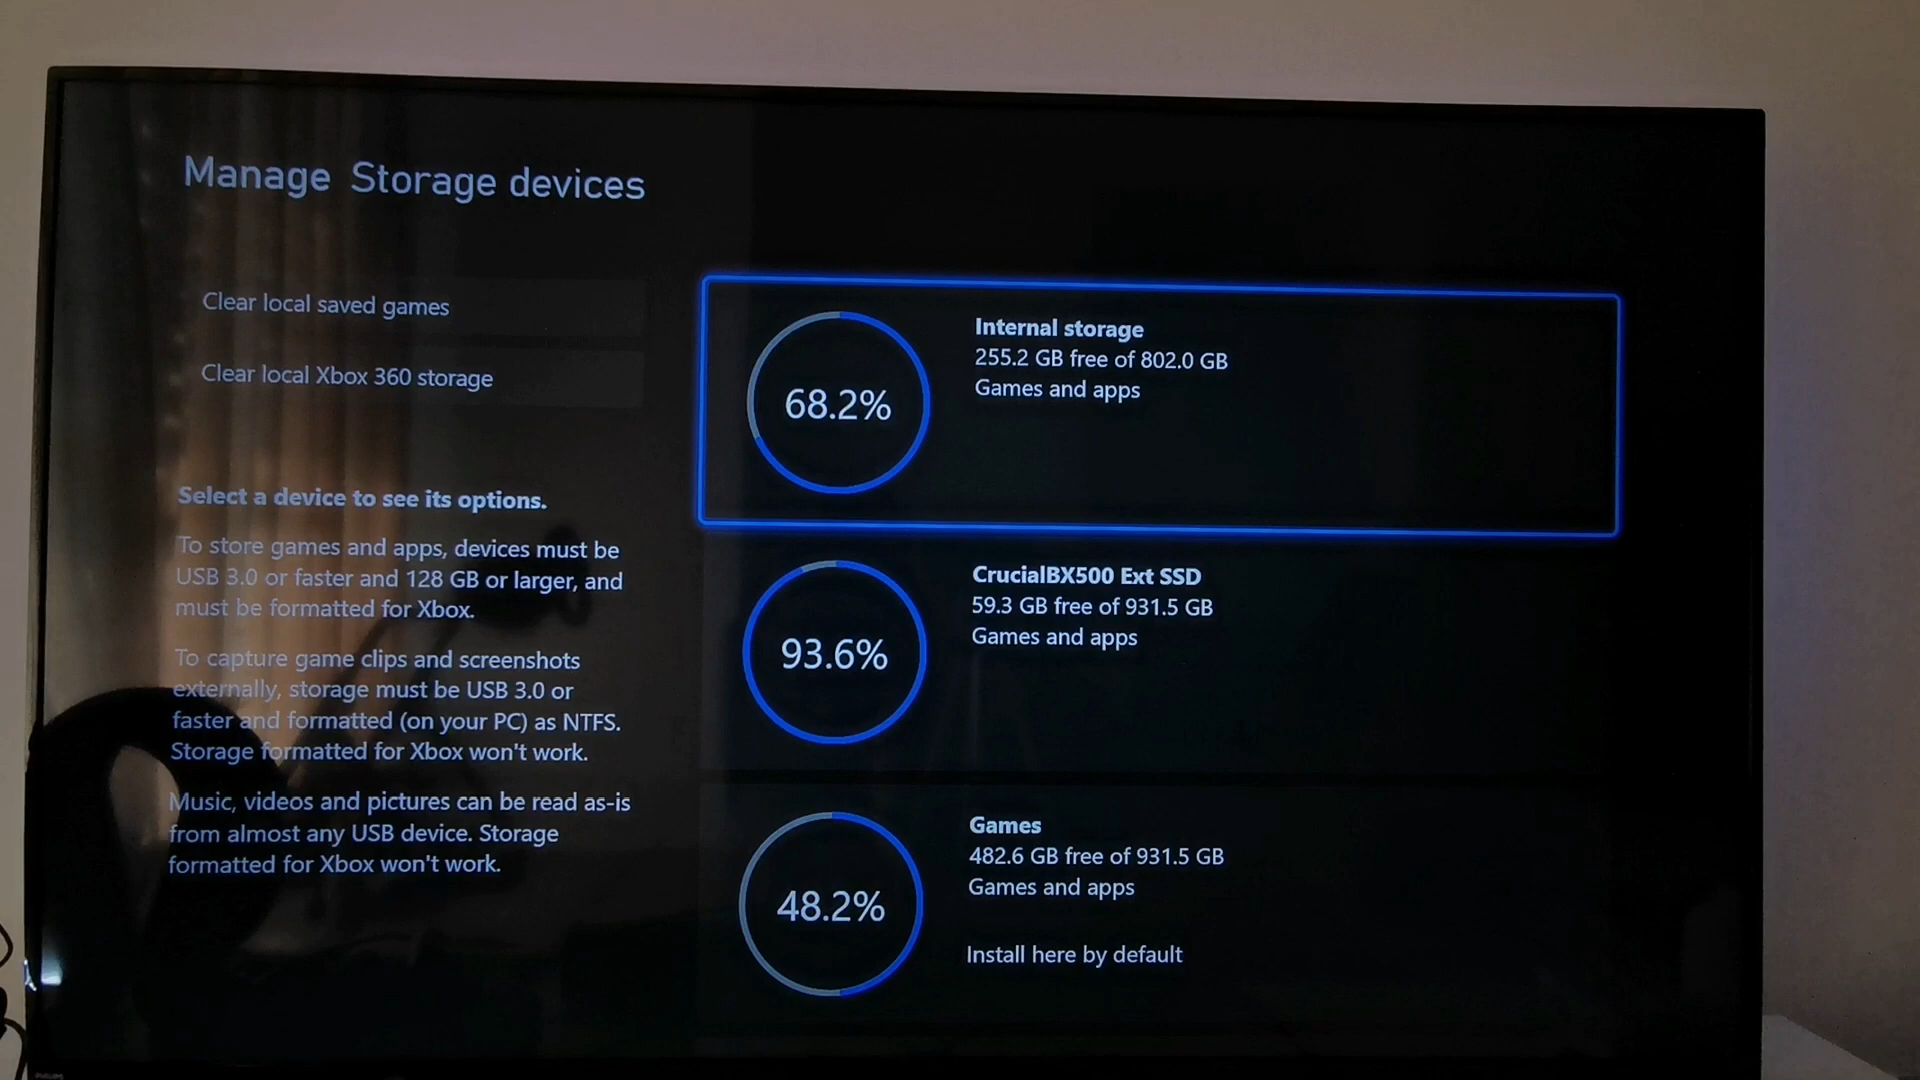 Manage Storage devices
Clear local saved games
Clear local Xbox 360 storage
Select a device to see its options.
To store games and apps, devices must be
USB 3.0 or faster and 128 GB or larger, and
must be formatted for Xbox.
To capture game clips and screenshots
externally, storage must be USB 3.0 or
faster and formatted (on your PC) as NTFS.
Storage formatted for Xbox won't work.
Music, videos and pictures can be read as-is
from almost any USB device. Storage
formatted for Xbox won't work.
68.2%
Internal storage
255.2 GB free of 802.0 GB
Games and apps
93.6%
CrucialBX500 Ext SSD
59.3 GB free of 931.5 GB
Games and apps
48.2%
Games
482.6 GB free of 931.5 GB
Games and apps
Install here by default
PHILIPS